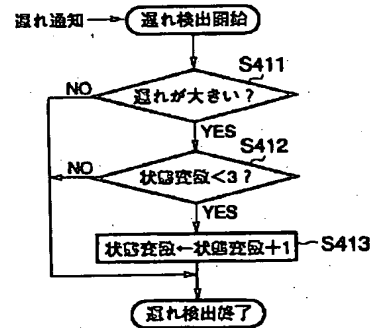 遅れ通知
遅れ検出開始
S411
遅れが大きい?
NO
YES
S412
状態変数<3?
NO
YES
状態変数←状態変数+1
S413
遅れ検出終了